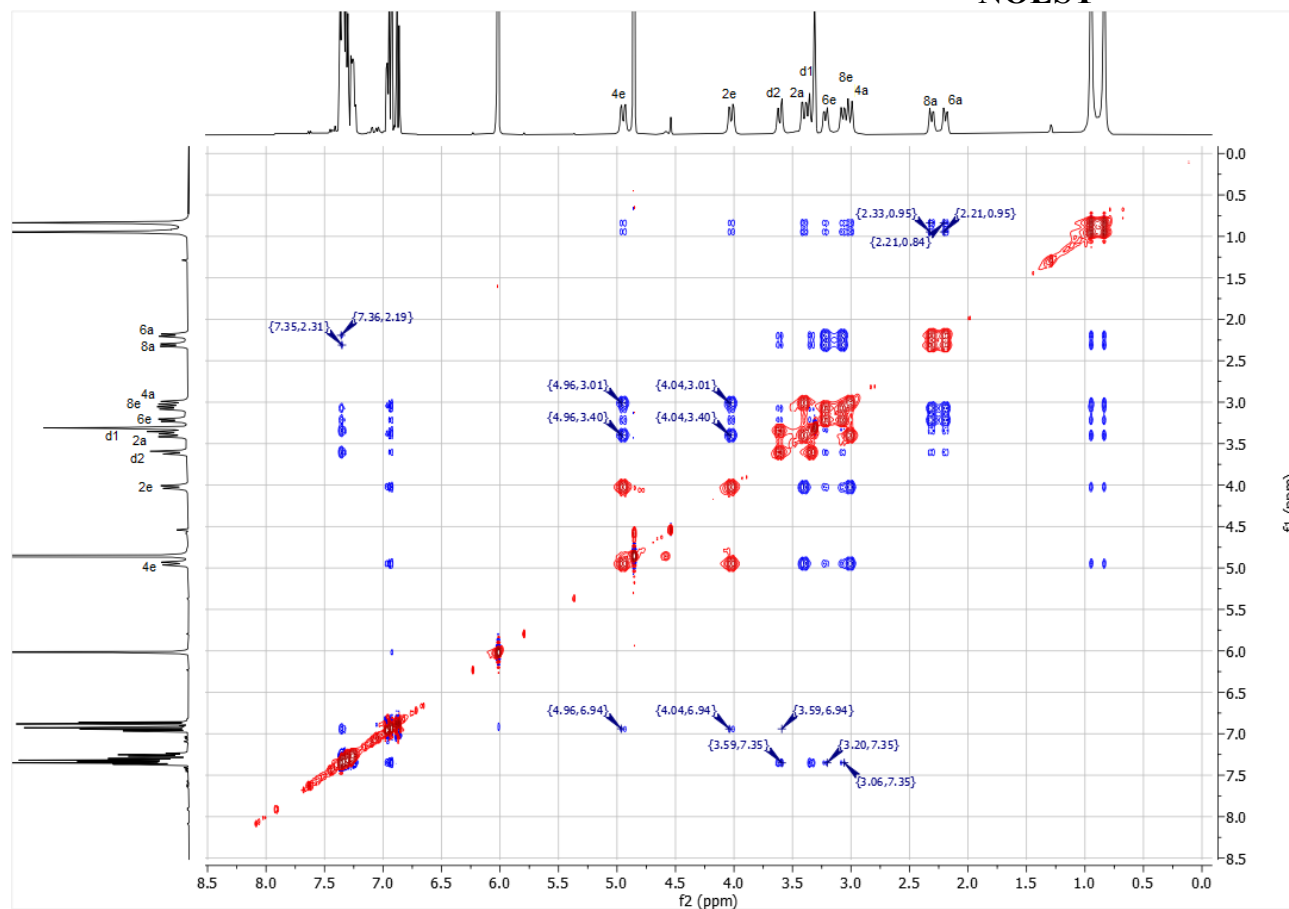 NOESY
d1
8e
4e
2e
d2
2a
6e
4a
8a
6a
0.0
0.5
{2.33,0.95}
{2.21,0.95}
1.0
{2.21,0.84}
1.5
{7.35,2.31}
{7.36,2.19}
6a
2.0
8a
2.5
4a
{4.96,3.01}
{4.04,3.01}
8e
3.0
6e
{4.96,3.40}
{4.04,3.40}
d1
2a
3.5
d2
2e
4.0
4.5
4e
5.0
5.5
6.0
6.5
{4.96,6.94}
{4.04,6.94}
{3.59,6.94}
7.0
{3.59,7.35}
{3.20,7.35}
{3.06,7.35}
7.5
8.0
8.5
f1 (ppm)
8.5 8.0 7.5 7.0 6.5 6.0 5.5 5.0 4.5 4.0 3.5 3.0 2.5 2.0 1.5 1.0 0.5 0.0
f2 (ppm)